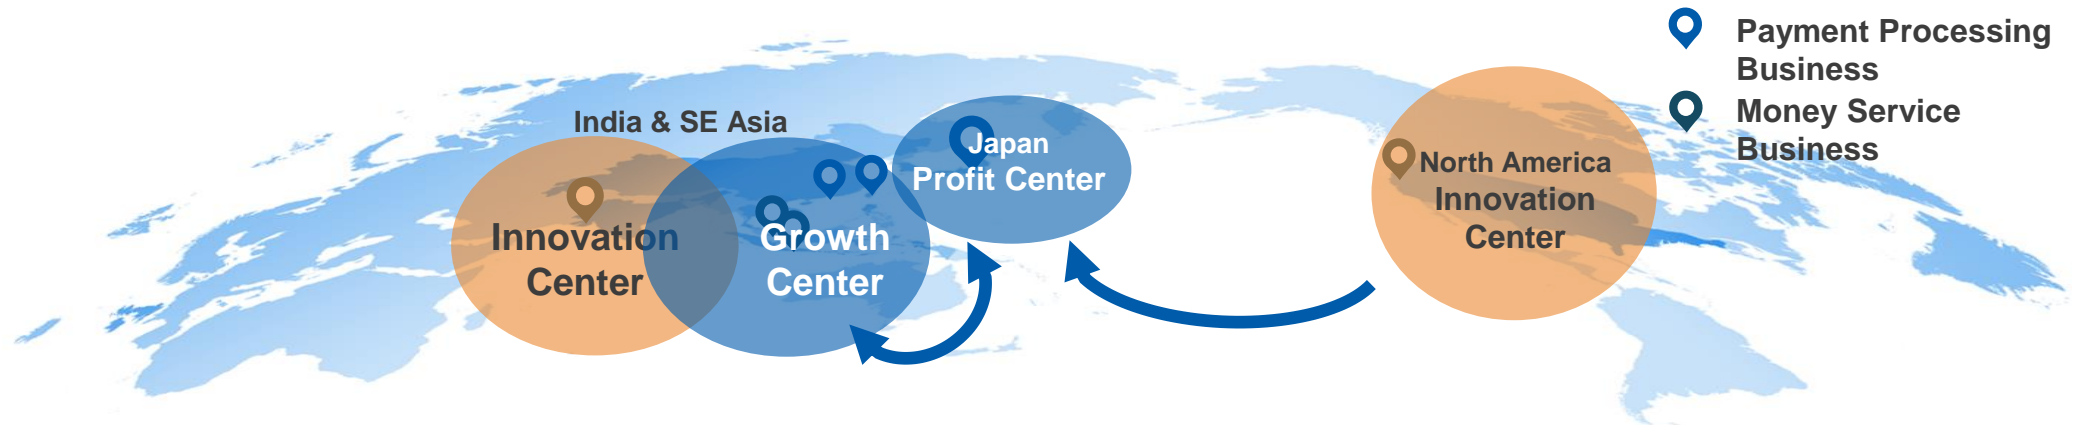 Payment Processing
Business
Money Service
Business
India & SE Asia
Innovation
Center
Growth
Center
Japan
Profit Center
North America
Innovation
Center